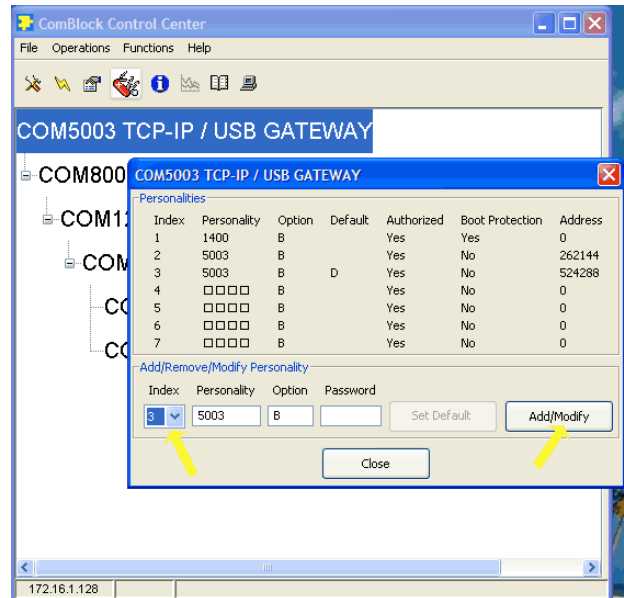 ComBlock Control Center
File Operations Functions Help
COM5003 TCP-IP / USB GATEWAY
COM800
COM5003 TCP-IP / USB GATEWAY
Personalities
Index Personality Option Default Authorized Boot Protection Address
1 1400 B Yes Yes 0
2 5003 B Yes No 262144
3 5003 B D Yes No 524288
4 □□□□ B Yes No 0
5 □□□□ B Yes No 0
6 □□□□ B Yes No 0
7 □□□□ B Yes No 0
COM12
COM
CO
CO
Add/Remove/Modify Personality
Index Personality Option Password
3 5003 B Set Default Add/Modify
Close
172.16.1.128